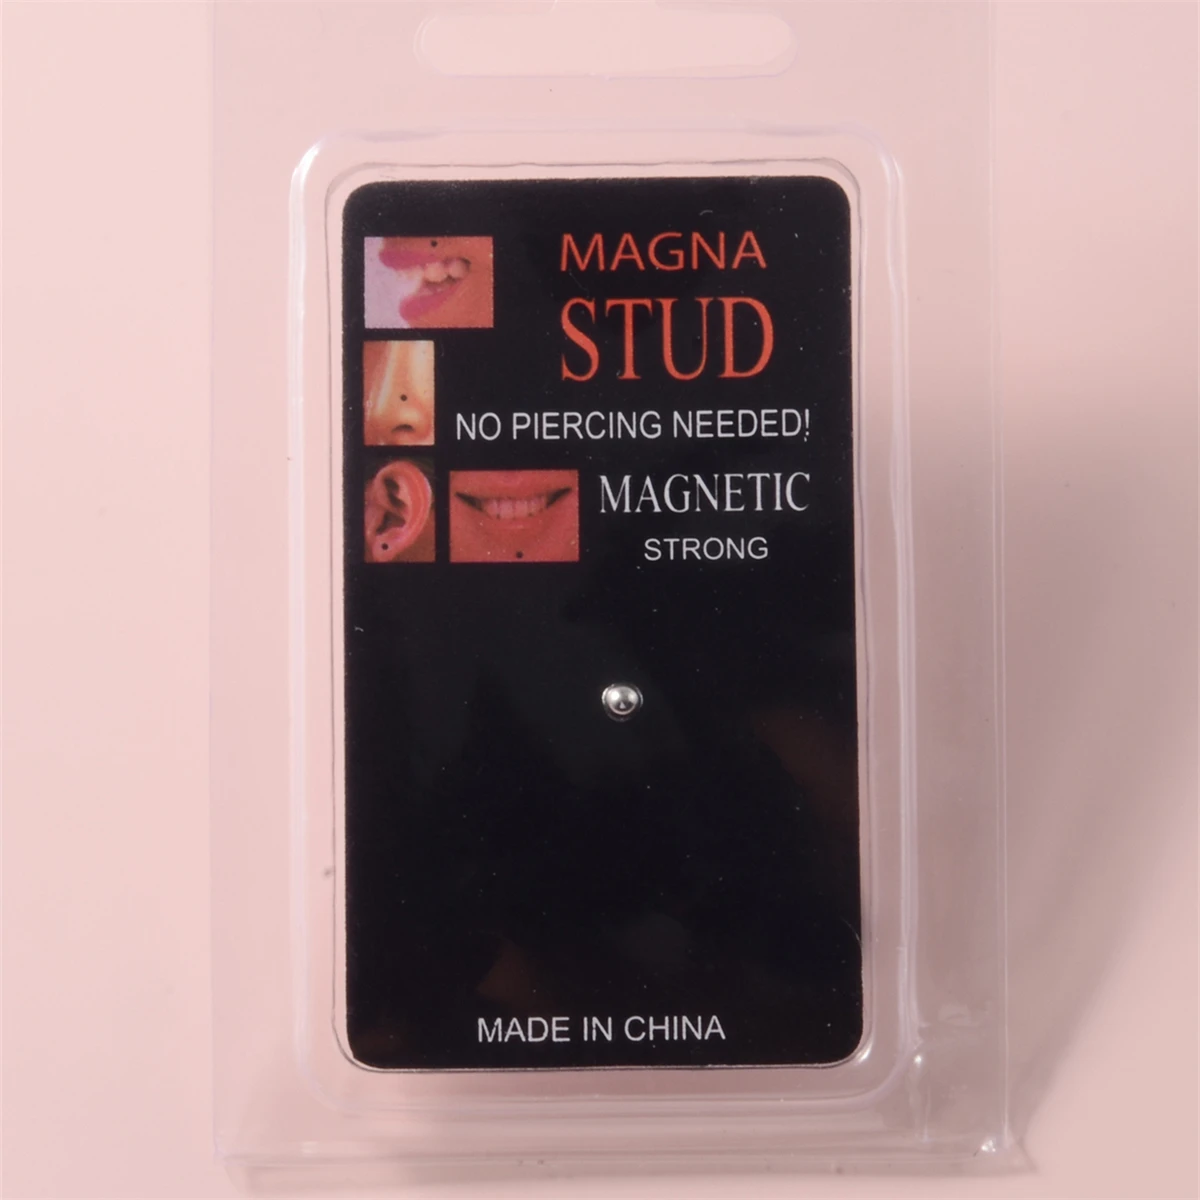 MAGNA
STUD
NO PIERCING NEEDED!
MAGNETIC
STRONG
MADE IN CHINA